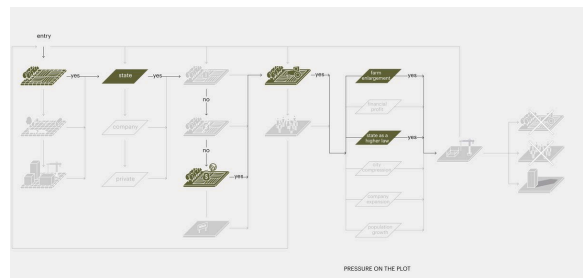 entry
yes
state
yes
yes
farm
enlargement
yes
financial
profit
no
company
state as a
higher law
yes
no
private
yes
company
expansion
population
growth
PRESSURE ON THE PLOT